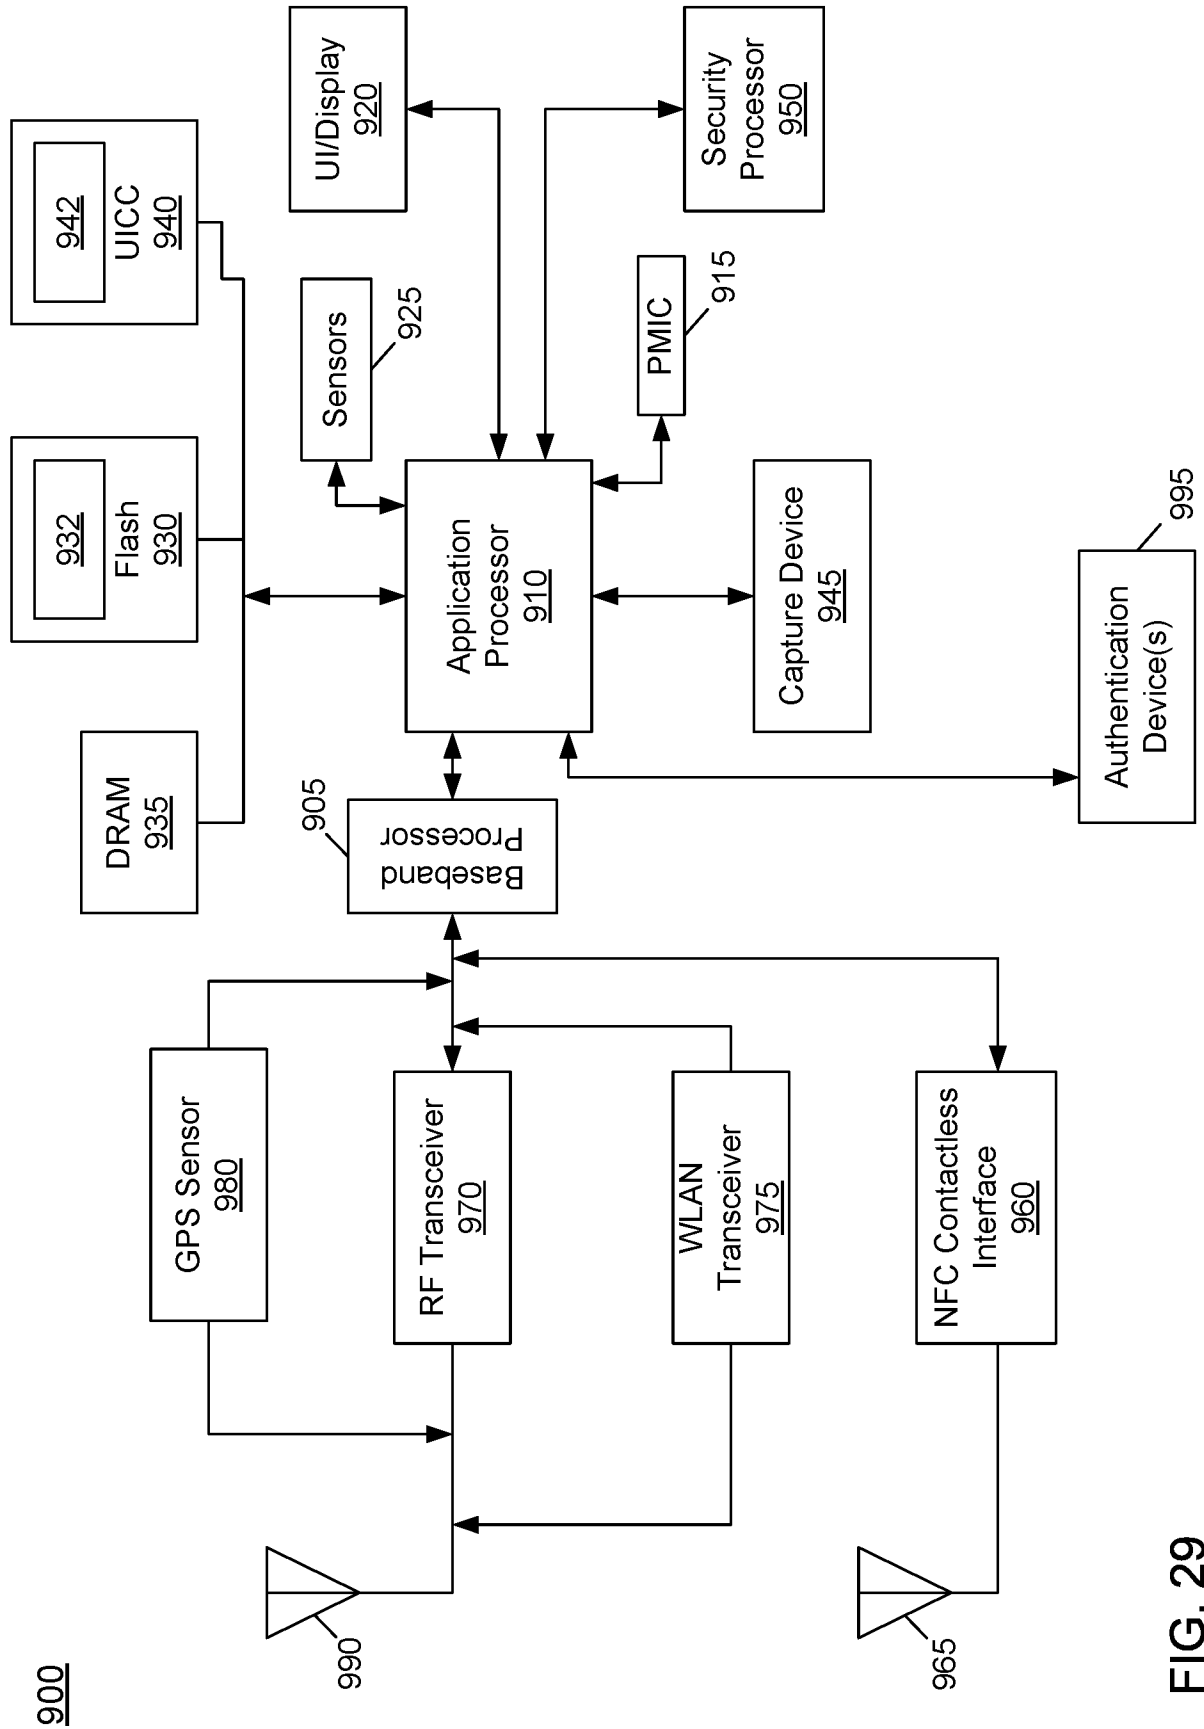 900
990
965
GPS Sensor
980
RF Transceiver
970
WLAN
Transceiver
975
NFC Contactless
Interface
960
DRAM
935
905
Baseband
Processor
932
Flash
930
942
UICC
940
Sensors
925
Application
Processor
910
UI/Display
920
Security
Processor
950
PMIC
915
Capture Device
945
Authentication
Device(s)
995
FIG. 29